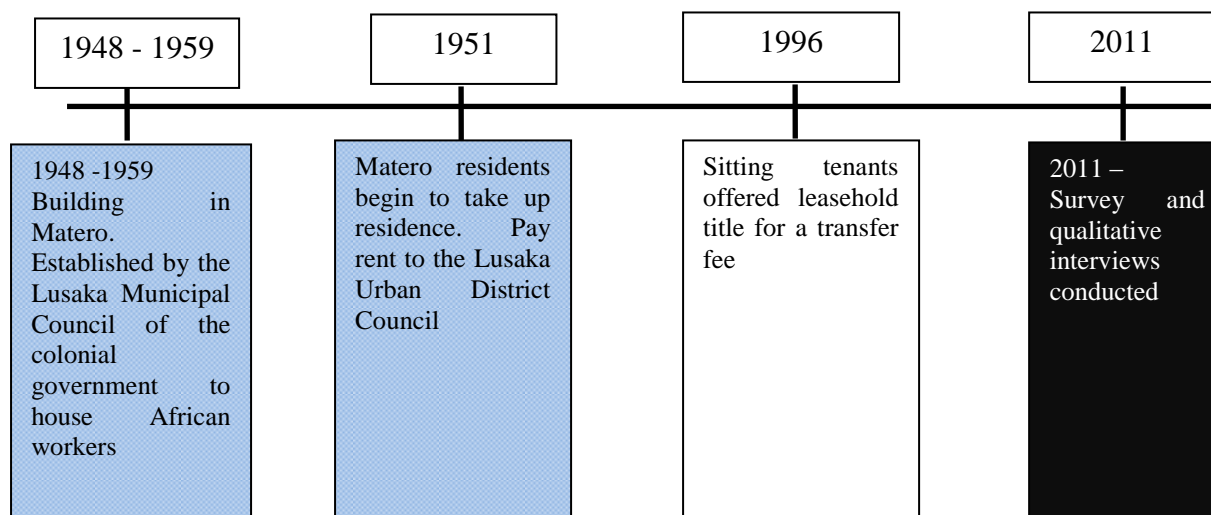 1948 - 1959
1951
1996
2011
1948 -1959
Building in
Matero.
Established by the
Lusaka Municipal
Council of the
colonial
government to
house African
workers
Matero residents
begin to take up
residence. Pay
rent to the Lusaka
Urban District
Council
Sitting tenants
offered leasehold
title for a transfer
fee
2011 –
Survey and
qualitative
interviews
conducted